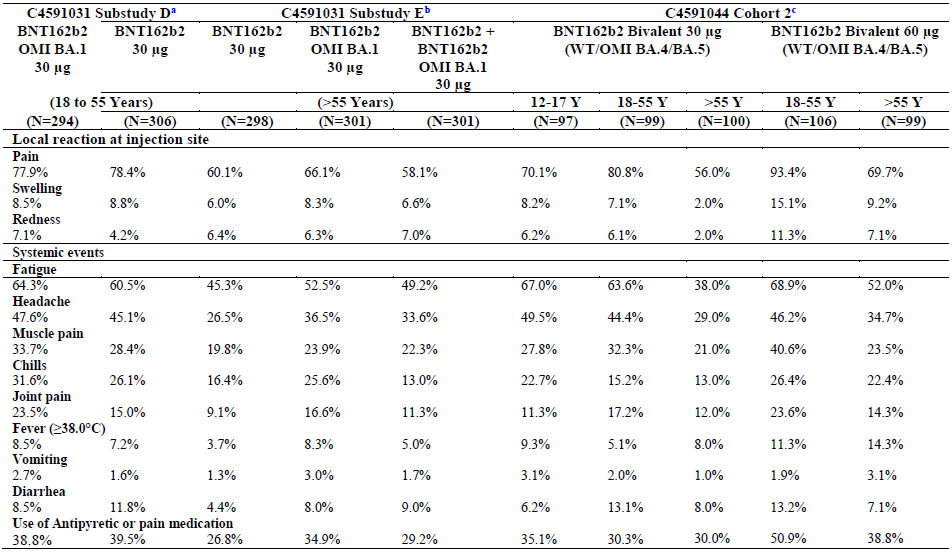 C4591031 Substudy Dᵃ C4591031 Substudy Eᵇ C4591044 Cohort 2ᶜ
BNT162b2 BNT162b2 BNT162b2 BNT162b2 BNT162b2 + BNT162b2 Bivalent 30 µg BNT162b2 Bivalent 60 µg
OMI BA.1 30 µg 30 µg OMI BA.1 BNT162b2 (WT/OMI BA.4/BA.5) (WT/OMI BA.4/BA.5)
30 µg 30 µg OMI BA.1
30 µg
(18 to 55 Years) (>55 Years) 12-17 Y 18-55 Y >55 Y 18-55 Y >55 Y
(N=294) (N=306) (N=298) (N=301) (N=301) (N=97) (N=99) (N=100) (N=106) (N=99)
Local reaction at injection site
Pain
77.9% 78.4% 60.1% 66.1% 58.1% 70.1% 80.8% 56.0% 93.4% 69.7%
Swelling
8.5% 8.8% 6.0% 8.3% 6.6% 8.2% 7.1% 2.0% 15.1% 9.2%
Redness
7.1% 4.2% 6.4% 6.3% 7.0% 6.2% 6.1% 2.0% 11.3% 7.1%
Systemic events
Fatigue
64.3% 60.5% 45.3% 52.5% 49.2% 67.0% 63.6% 38.0% 68.9% 52.0%
Headache
47.6% 45.1% 26.5% 36.5% 33.6% 49.5% 44.4% 29.0% 46.2% 34.7%
Muscle pain
33.7% 28.4% 19.8% 23.9% 22.3% 27.8% 32.3% 21.0% 40.6% 23.5%
Chills
31.6% 26.1% 16.4% 25.6% 13.0% 22.7% 15.2% 13.0% 26.4% 22.4%
Joint pain
23.5% 15.0% 9.1% 16.6% 11.3% 11.3% 17.2% 12.0% 23.6% 14.3%
Fever (≥38.0°C)
8.5% 7.2% 3.7% 8.3% 5.0% 9.3% 5.1% 8.0% 11.3% 14.3%
Vomiting
2.7% 1.6% 1.3% 3.0% 1.7% 3.1% 2.0% 1.0% 1.9% 3.1%
Diarrhea
8.5% 11.8% 4.4% 8.0% 9.0% 6.2% 13.1% 8.0% 13.2% 7.1%
Use of Antipyretic or pain medication
38.8% 39.5% 26.8% 34.9% 29.2% 35.1% 30.3% 30.0% 50.9% 38.8%